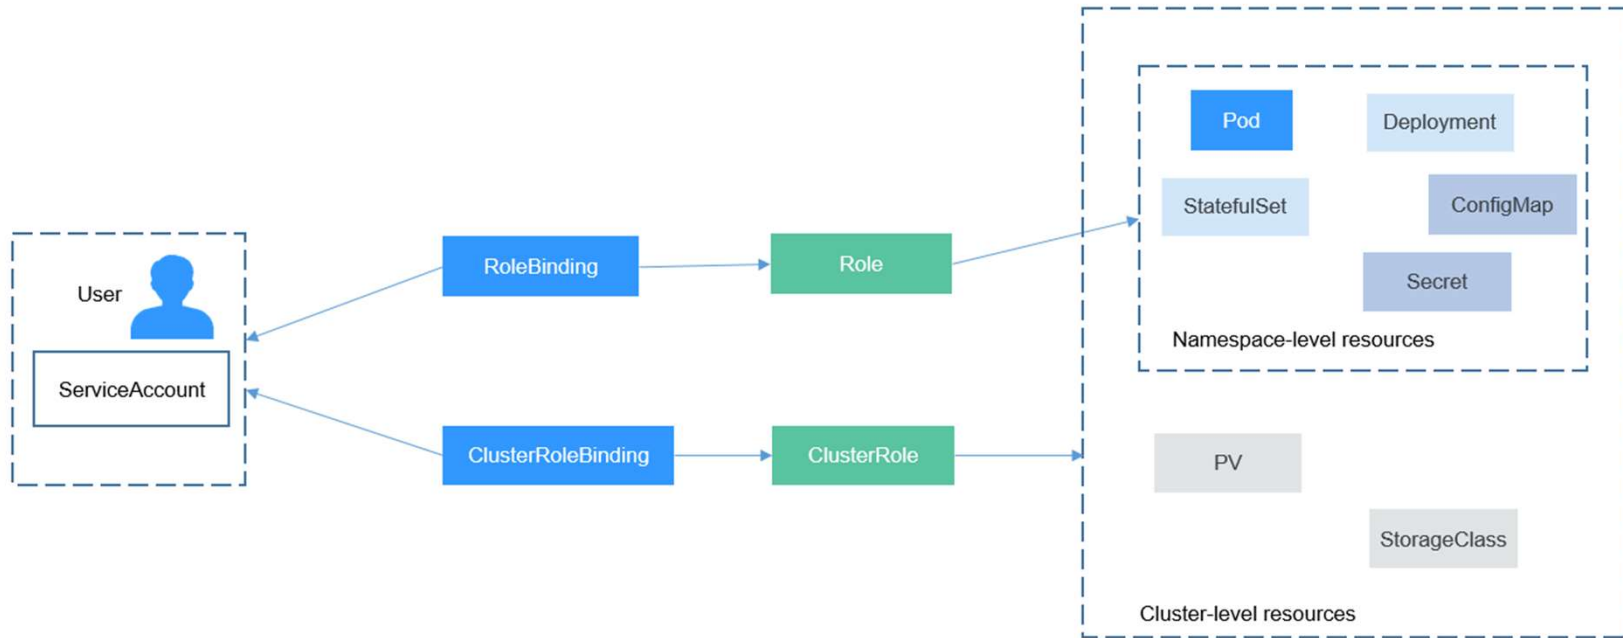 User
ServiceAccount
RoleBinding
Role
ClusterRoleBinding
ClusterRole
Pod
Deployment
StatefulSet
ConfigMap
Secret
Namespace-level resources
PV
StorageClass
Cluster-level resources